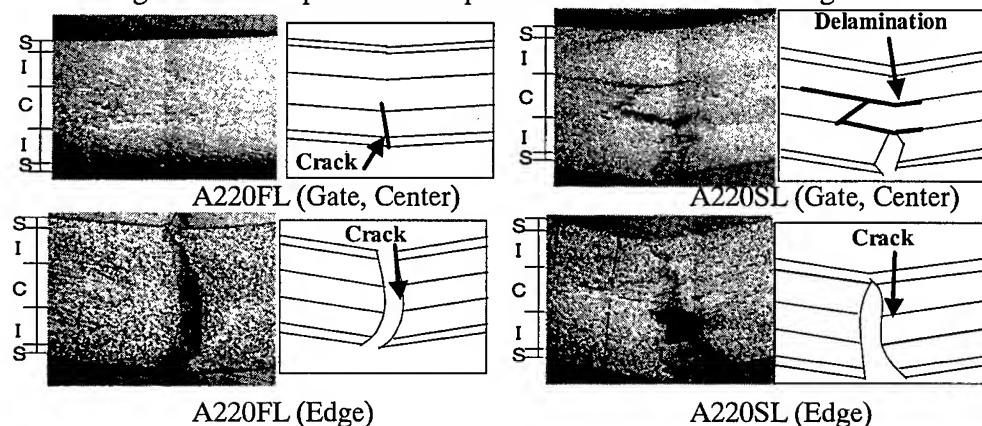 Delamination
S
I
C
I
S
Crack
S
I
C
I
S
A220FL (Gate, Center)
A220SL (Gate, Center)
S
I
C
I
S
Crack
S
I
C
I
S
Crack
A220FL (Edge)
A220SL (Edge)